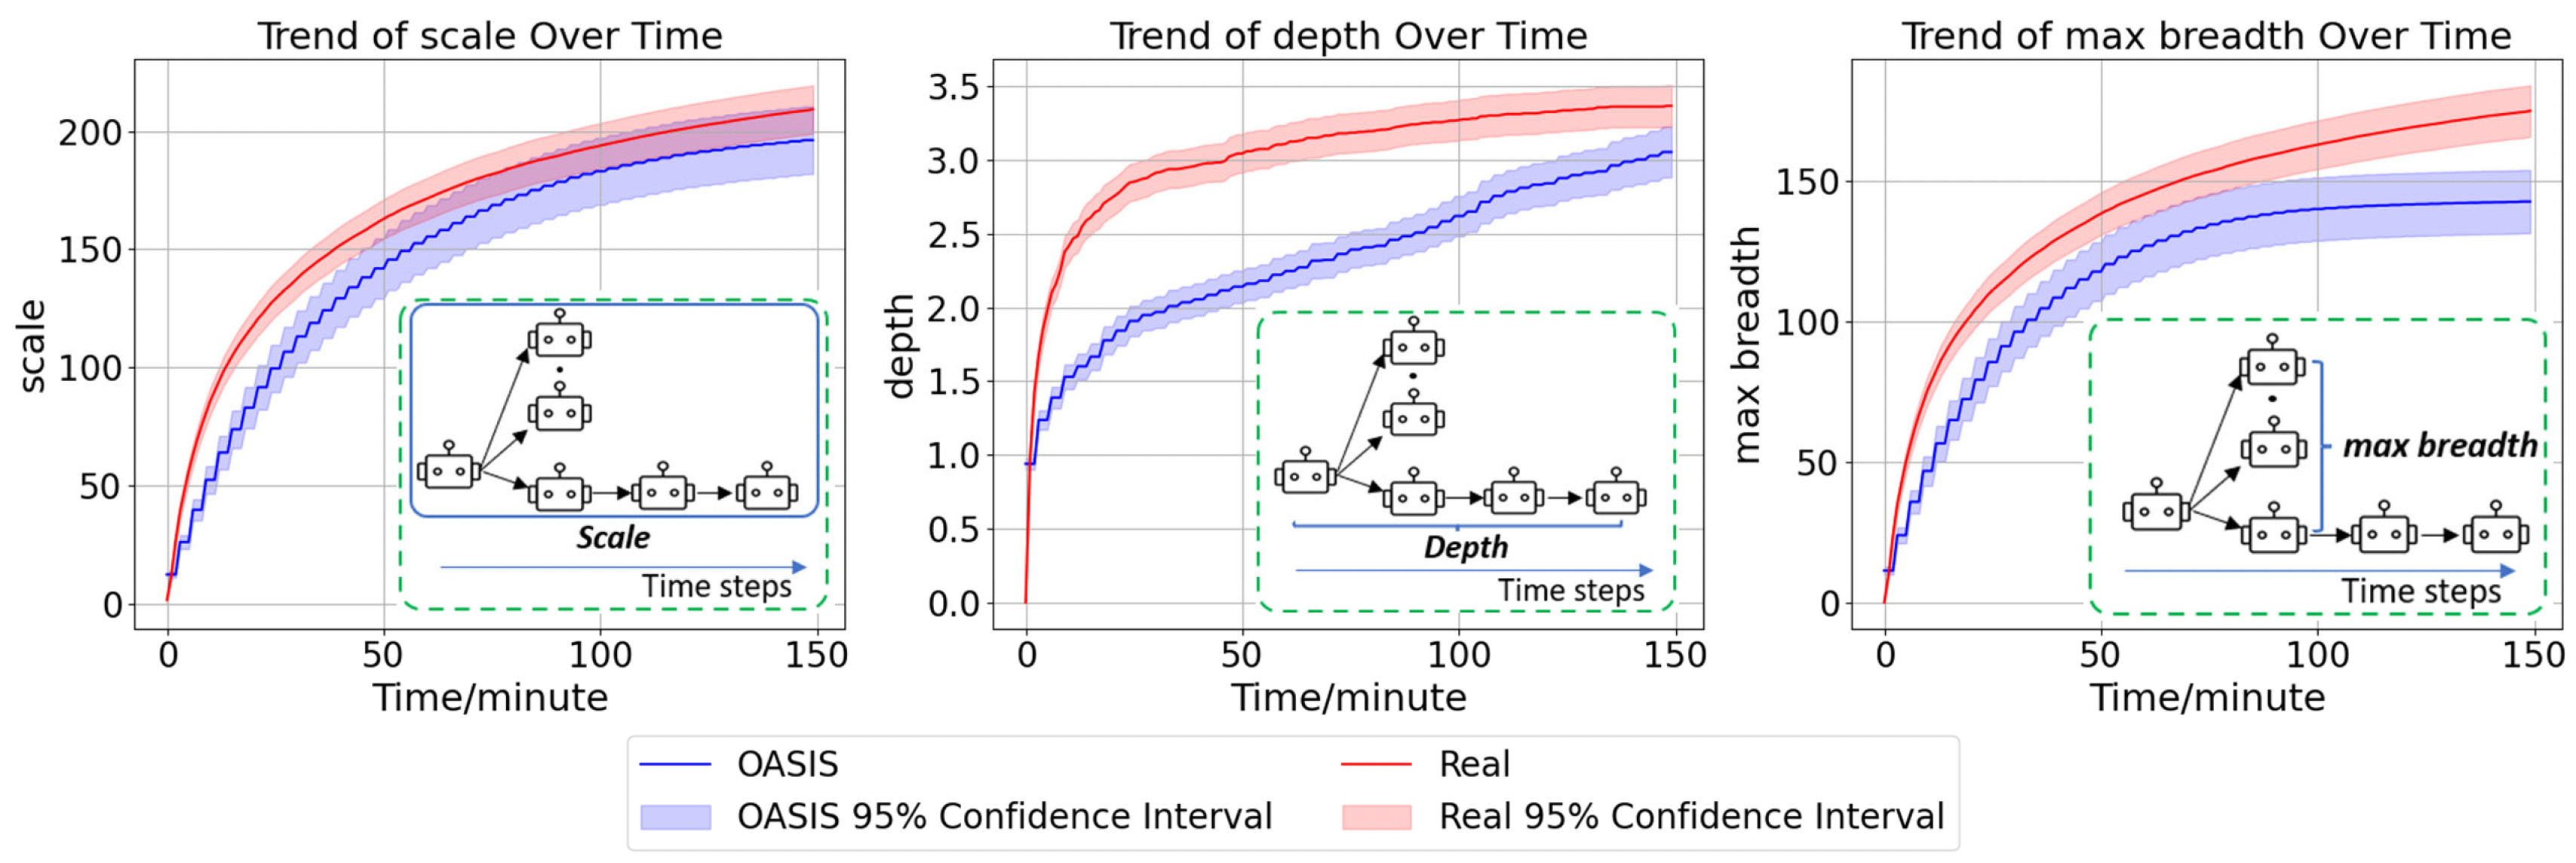 Trend of scale Over Time
scale
200
150
100
50
0
Scale
Time steps
0 50 100 150
Time/minute
Trend of depth Over Time
depth
3.5
3.0
2.5
2.0
1.5
1.0
0.5
0.0
Depth
Time steps
0 50 100 150
Time/minute
Trend of max breadth Over Time
max breadth
150
100
50
0
max breadth
Time steps
0 50 100 150
Time/minute
OASIS
OASIS 95% Confidence Interval
Real
Real 95% Confidence Interval